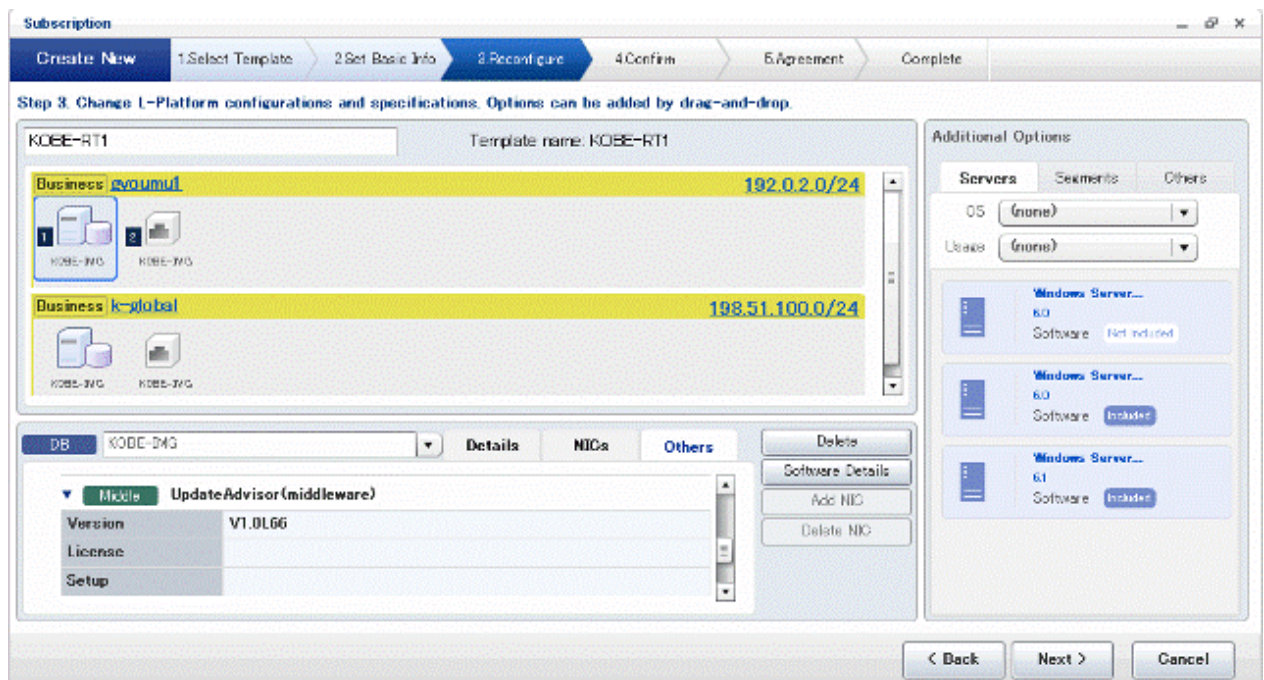 Subscription
Create New
1.Select Template
2.Set Basic Info
3.Reconfigure
4.Confirm
5.Agreement
Complete
Step 3. Change L-Platform configurations and specifications. Options can be added by drag-and-drop.
KOBE-RT1
Template name: KOBE-RT1
Business gyoumu1 192.0.2.0/24
1 2
KOBE-IMG KOBE-IMG
Business k-global 198.51.100.0/24
KOBE-IMG KOBE-IMG
DB KOBE-IMG
Details NICs Others
Middle UpdateAdvisor(middleware)
Version V1.0L66
License
Setup
Delete
Software Details
Add NIC
Delete NIC
Additional Options
Servers Segments Others
OS (none)
Usage (none)
Windows Server...
6.0
Software Not included
Windows Server...
6.0
Software Included
Windows Server...
6.1
Software Included
< Back Next > Cancel